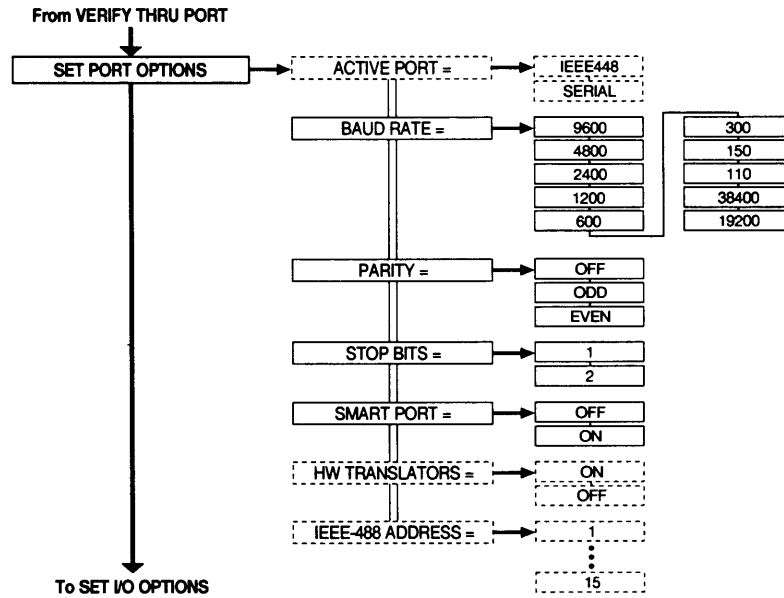 From VERIFY THRU PORT
SET PORT OPTIONS
ACTIVE PORT =
IEEE448
SERIAL
BAUD RATE =
9600
4800
2400
1200
600
300
150
110
38400
19200
PARITY =
OFF
ODD
EVEN
STOP BITS =
1
2
SMART PORT =
OFF
ON
HW TRANSLATORS =
ON
OFF
IEEE-488 ADDRESS =
1
15
To SET I/O OPTIONS